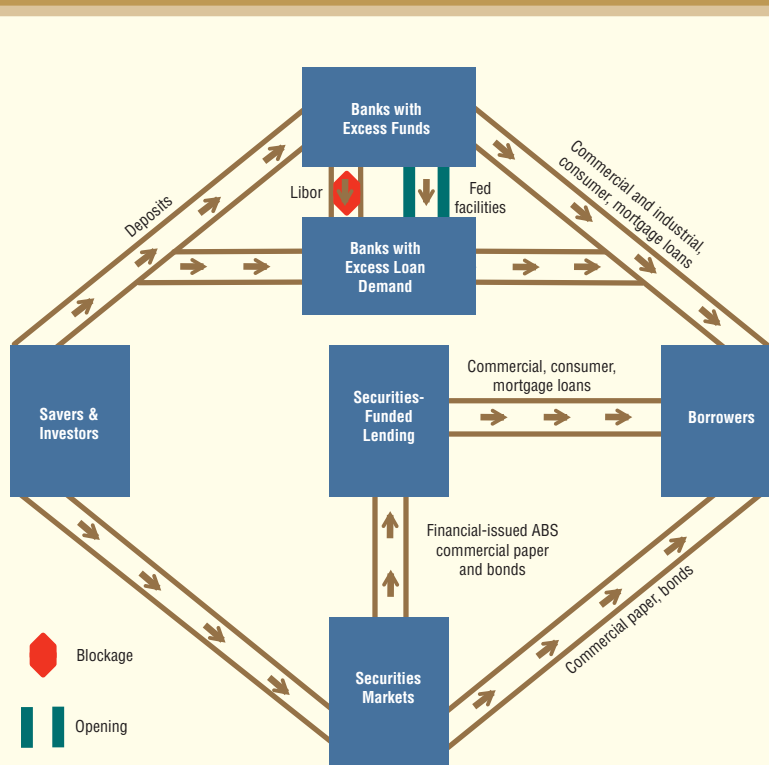 Banks with
Excess Funds
Commercial and industrial,
consumer, mortgage loans
Deposits
Libor
Fed
facilities
Banks with
Excess Loan
Demand
Savers &
Investors
Securities-
Funded
Lending
Commercial, consumer,
mortgage loans
Borrowers
Financial-issued ABS
commercial paper
and bonds
Commercial paper, bonds
Securities
Markets
Blockage
Opening